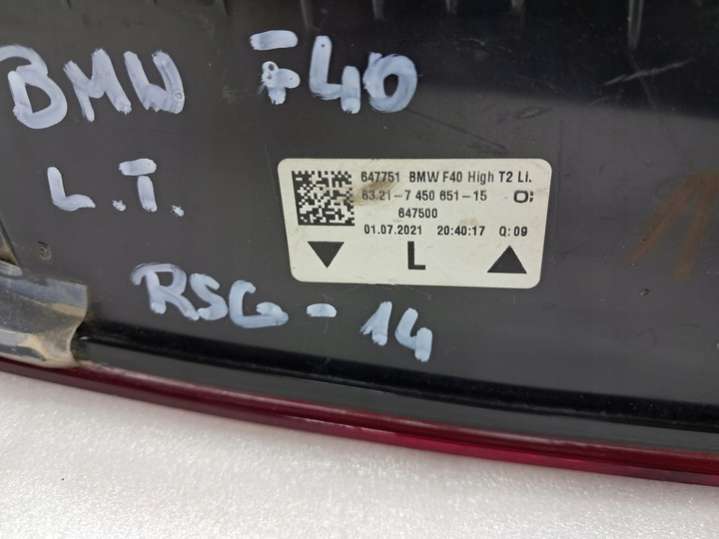 BMW F40
L.T.
647751 BMW F40 High T2 Li.
63.21-7 450 651-15 O:
647500
01.07.2021 20:40:17 Q:09
L
RSG-14